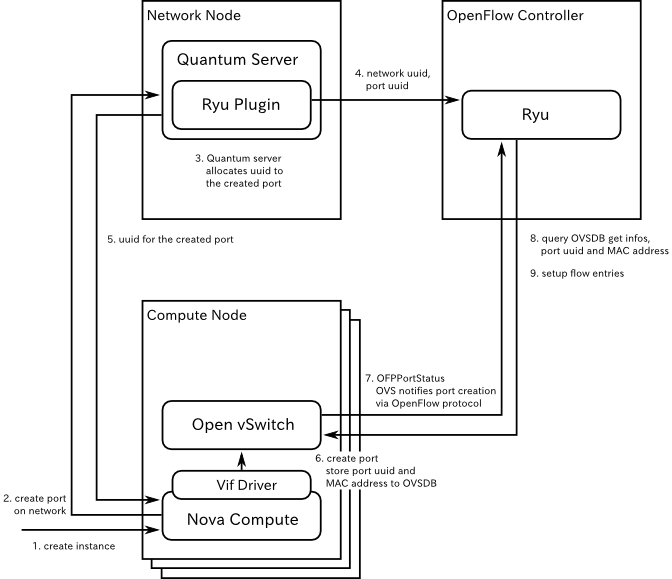 Network Node
OpenFlow Controller
Quantum Server
Ryu Plugin
4. network uuid,
port uuid
Ryu
3. Quantum server
allocates uuid to
the created port
5. uuid for the created port
8. query OVSDB get infos,
port uuid and MAC address
9. setup flow entries
Compute Node
7. OFPPortStatus
OVS notifies port creation
via OpenFlow protocol
Open vSwitch
6. create port
store port uuid and
MAC address to OVSDB
Vif Driver
2. create port
on network
Nova Compute
1. create instance